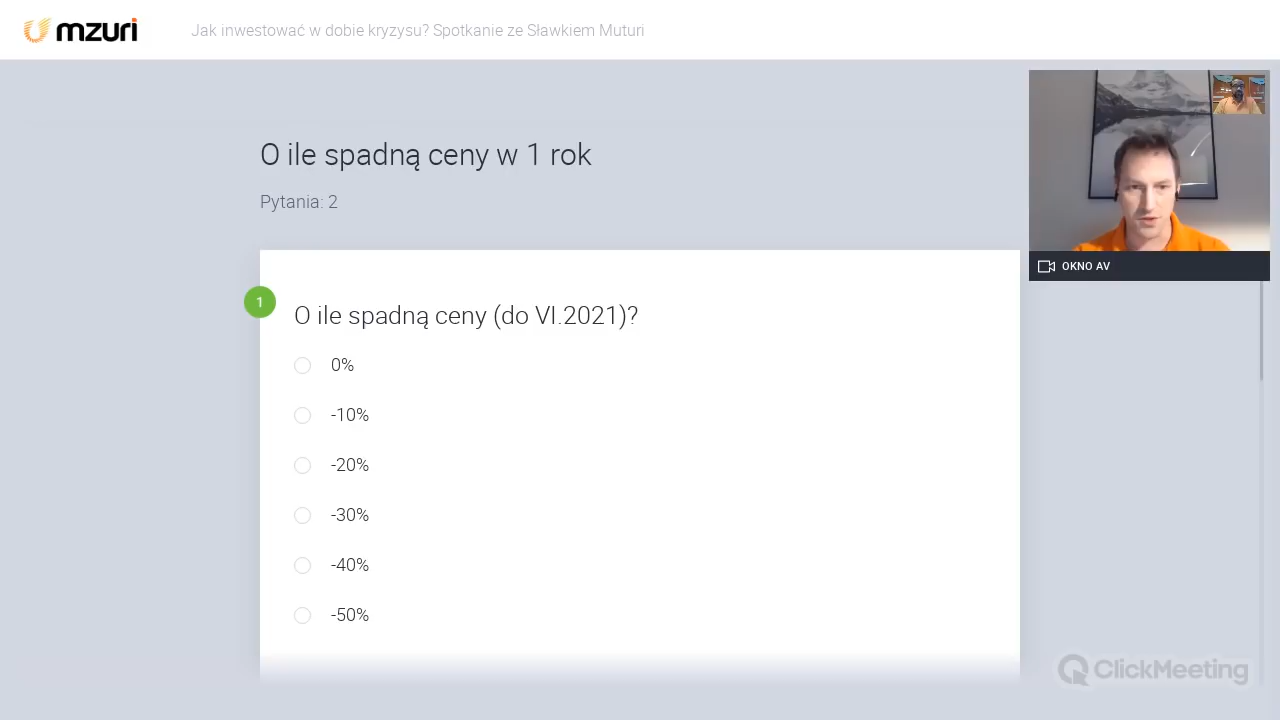 mzuri
Jak inwestować w dobie kryzysu? Spotkanie ze Sławkiem Muturi
O ile spadną ceny w 1 rok
Pytania: 2
OKNO AV
1
O ile spadną ceny (do VI.2021)?
0%
-10%
-20%
-30%
-40%
-50%
ClickMeeting